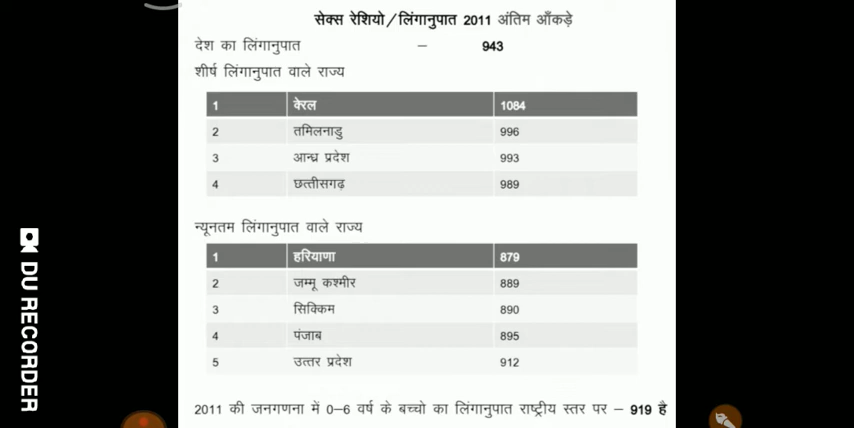 सेक्स रेशियो/लिंगानुपात 2011 अंतिम आँकड़े
देश का लिंगानुपात – 943
शीर्ष लिंगानुपात वाले राज्य
1 केरल 1084
2 तमिलनाडु 996
3 आन्ध्र प्रदेश 993
4 छत्तीसगढ़ 989
न्यूनतम लिंगानुपात वाले राज्य
1 हरियाणा 879
2 जम्मू कश्मीर 889
3 सिक्किम 890
4 पंजाब 895
5 उत्तर प्रदेश 912
2011 की जनगणना में 0–6 वर्ष के बच्चो का लिंगानुपात राष्ट्रीय स्तर पर – 919 है
DU RECORDER